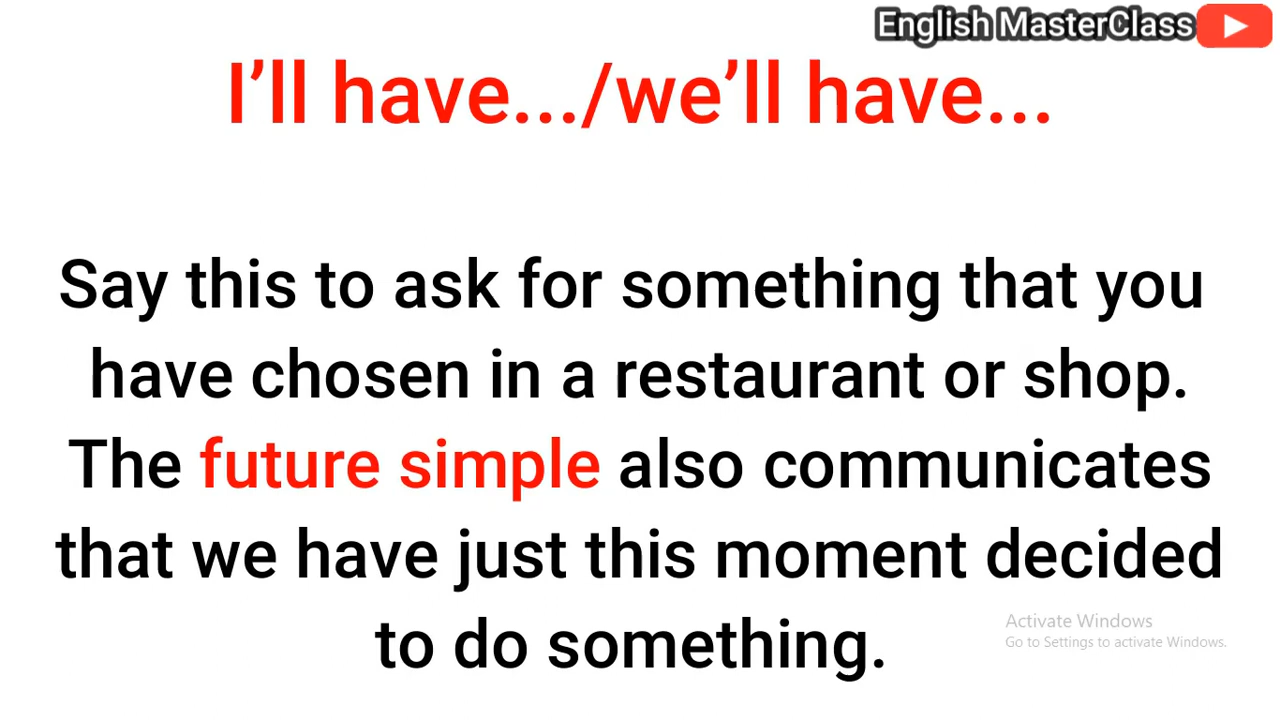 English MasterClass
I’ll have.../we’ll have...
Say this to ask for something that you
have chosen in a restaurant or shop.
The future simple also communicates
that we have just this moment decided
to do something.
Activate Windows
Go to Settings to activate Windows.